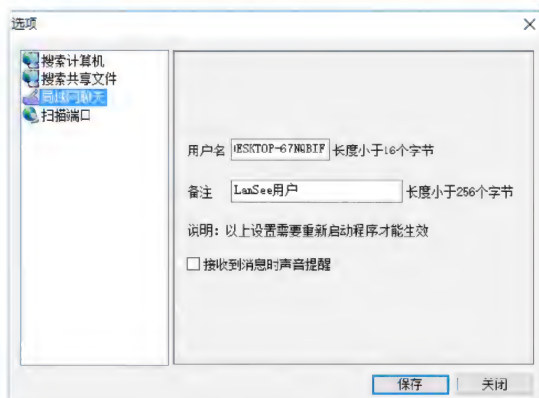 选项
搜索计算机
搜索共享文件
局域网聊天
扫描端口
用户名 DESKTOP-67NQBIF 长度小于16个字节
备注 LanSee用户 长度小于256个字节
说明：以上设置需要重新启动程序才能生效
接收到消息时声音提醒
保存 关闭